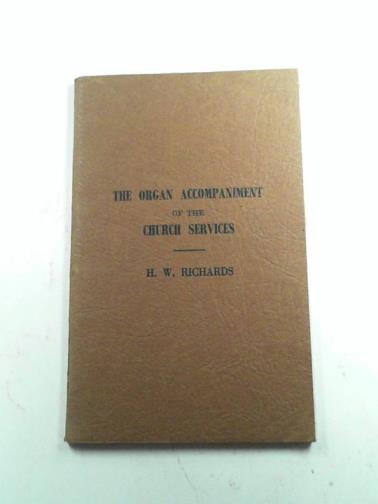 THE ORGAN ACCOMPANIMENT
OF THE
CHURCH SERVICES
H. W. RICHARDS